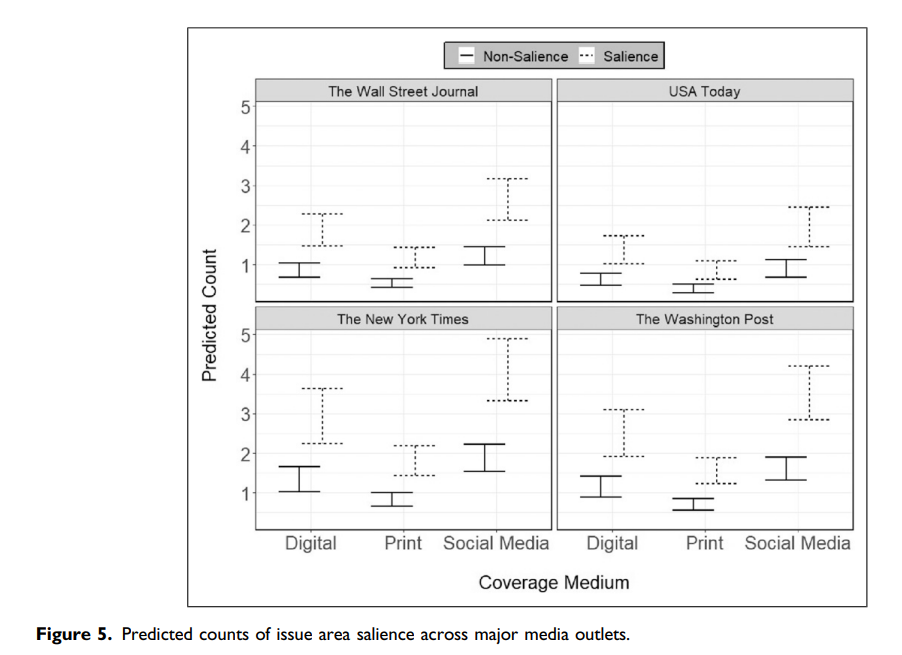 Non-Salience Salience
The Wall Street Journal USA Today
5
4
3
2
1
The New York Times The Washington Post
5
4
3
2
1
Predicted Count
Digital Print Social Media Digital Print Social Media
Coverage Medium
Figure 5. Predicted counts of issue area salience across major media outlets.